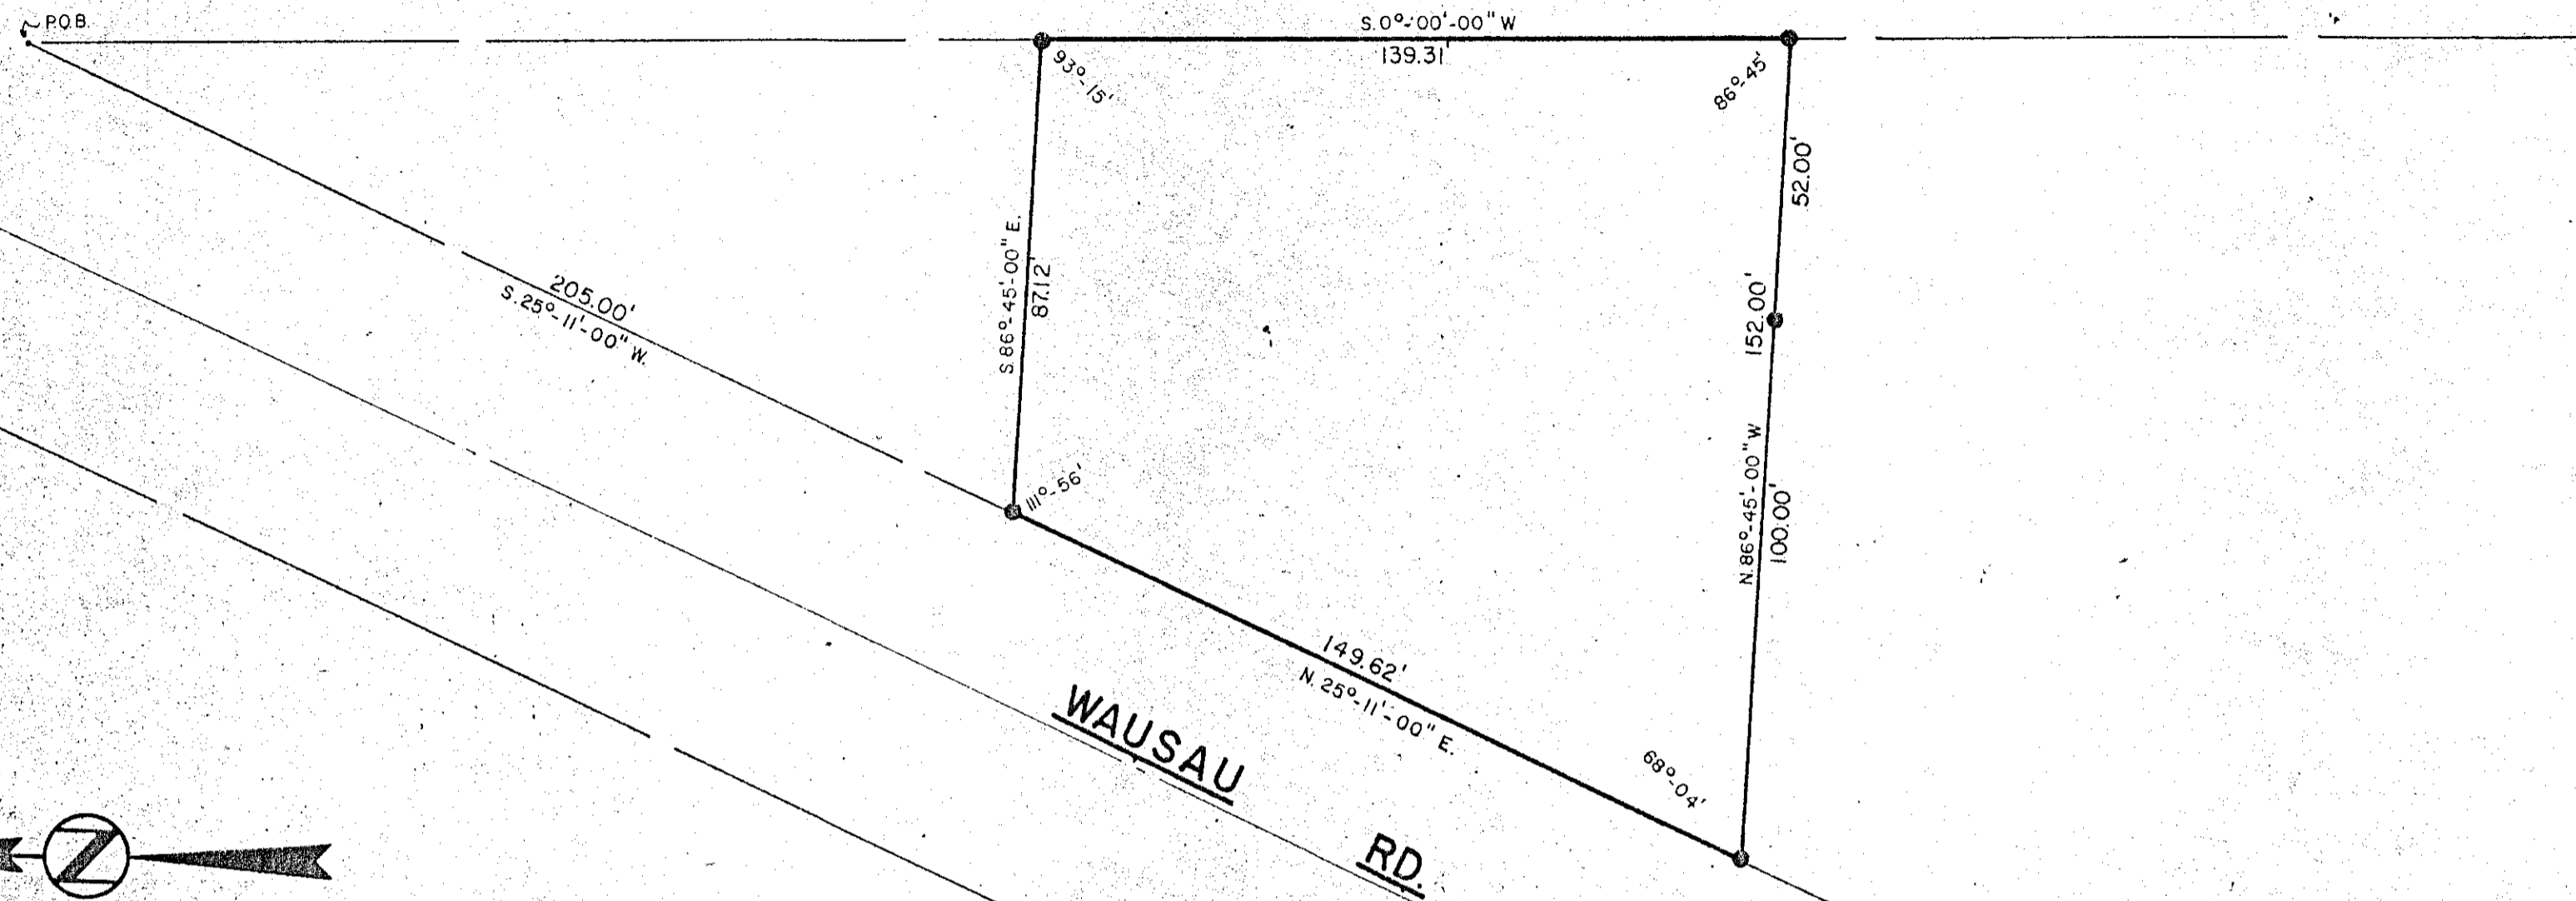 P.O.B.
S. 0°-00'-00" W
139.31'
93°-15'
86°-45'
52.00'
S. 86°-45'-00" E.
87.12'
205.00'
S. 25°-11'-00" W.
152.00'
N. 86°-45'-00" W
100.00'
111°-56'
149.62'
N. 25°-11'-00" E.
68°-04'
WAUSAU
RD.
Z